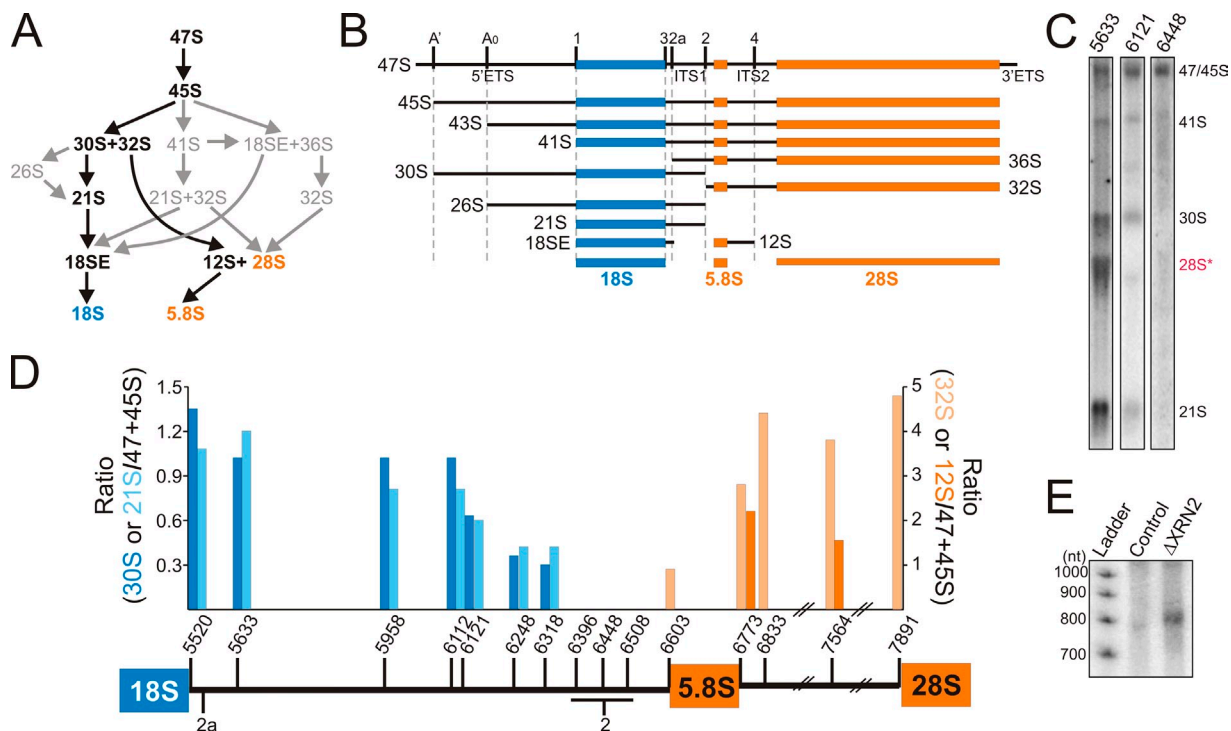 A
47S
45S
30S+32S
41S
18SE+36S
26S
21S
21S+32S
32S
18SE
12S+
28S
18S
5.8S
B
A'
A0
1
32a
2
4
47S
5'ETS
ITS1
ITS2
3'ETS
45S
43S
41S
36S
30S
32S
26S
21S
18SE
12S
18S
5.8S
28S
C
5633
6121
6448
47/45S
41S
30S
28S*
21S
D
Ratio
(30S or 21S/47+45S)
1.5
1.2
0.9
0.6
0.3
5
4
3
2
1
Ratio
(32S or 12S/47+45S)
5520
5633
5958
6112
6121
6248
6318
6396
6448
6508
6603
6773
6833
7564
7891
18S
5.8S
28S
2a
2
E
Ladder
Control
ΔXRN2
(nt)
1000
900
800
700